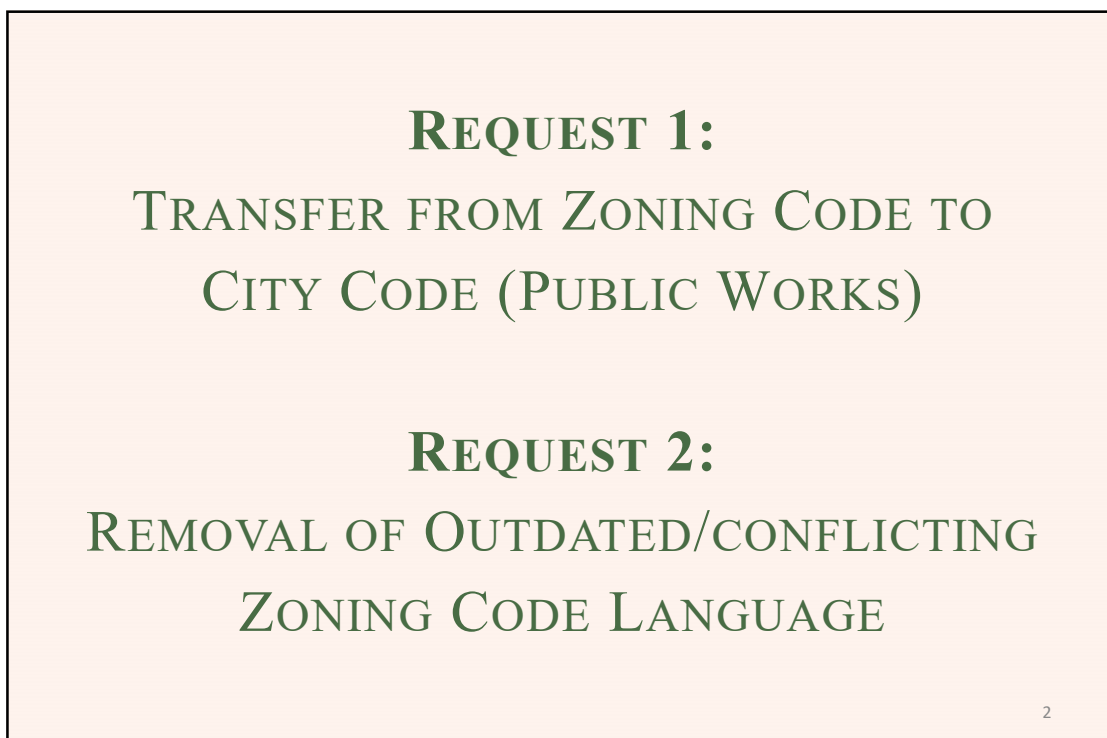 Request 1:
Transfer from Zoning Code to
City Code (Public Works)
Request 2:
Removal of Outdated/conflicting
Zoning Code Language
2